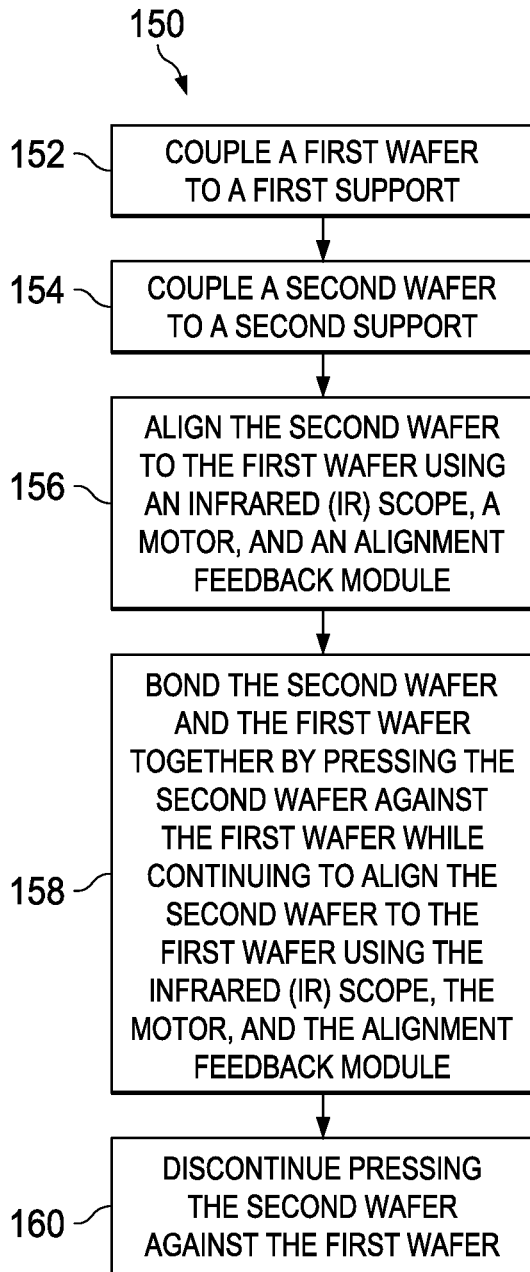 150
152
COUPLE A FIRST WAFER
TO A FIRST SUPPORT
154
COUPLE A SECOND WAFER
TO A SECOND SUPPORT
156
ALIGN THE SECOND WAFER
TO THE FIRST WAFER USING
AN INFRARED (IR) SCOPE, A
MOTOR, AND AN ALIGNMENT
FEEDBACK MODULE
158
BOND THE SECOND WAFER
AND THE FIRST WAFER
TOGETHER BY PRESSING THE
SECOND WAFER AGAINST
THE FIRST WAFER WHILE
CONTINUING TO ALIGN THE
SECOND WAFER TO THE
FIRST WAFER USING THE
INFRARED (IR) SCOPE, THE
MOTOR, AND THE ALIGNMENT
FEEDBACK MODULE
160
DISCONTINUE PRESSING
THE SECOND WAFER
AGAINST THE FIRST WAFER